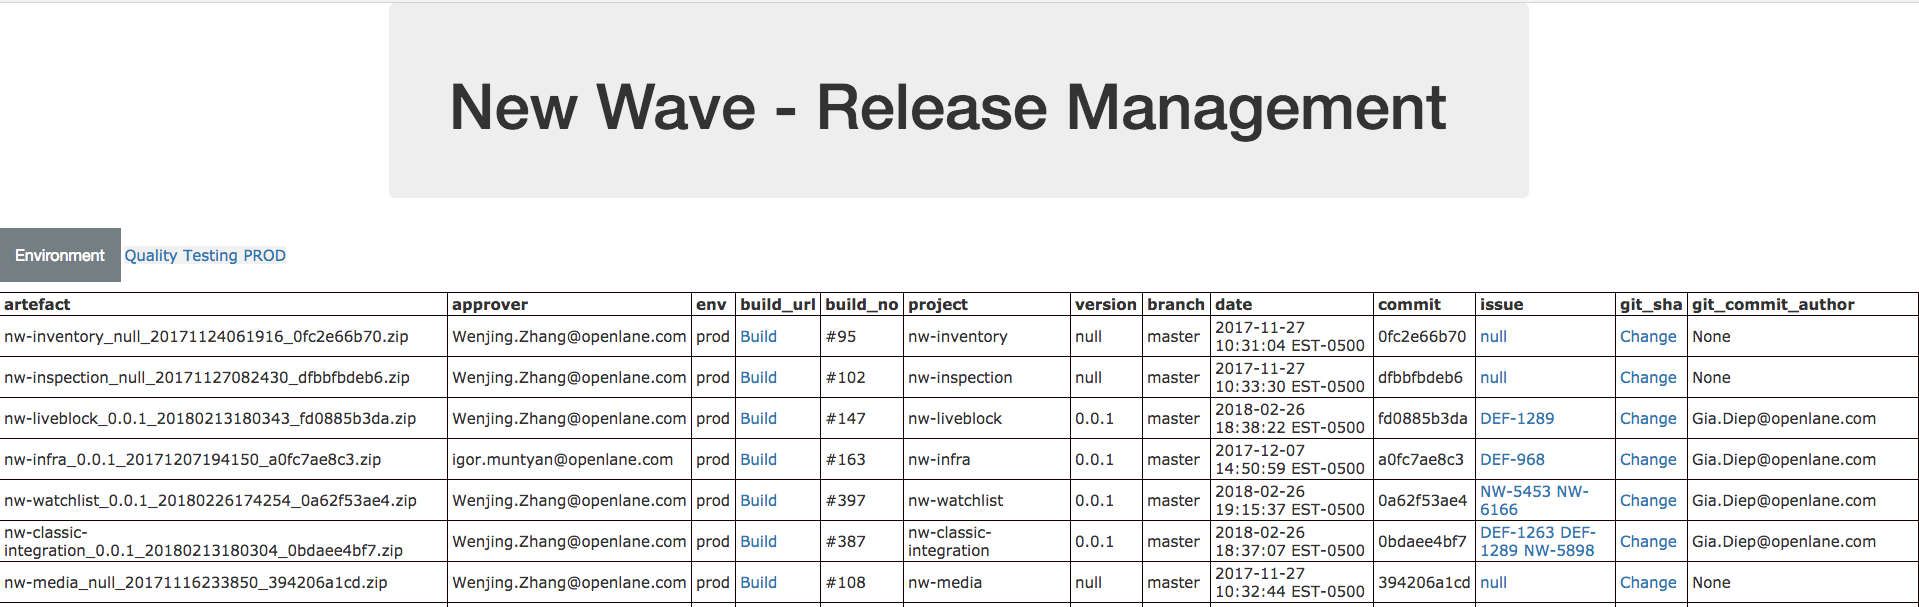 New Wave - Release Management
Environment Quality Testing PROD
artefact approver env build_url build_no project version branch date commit issue git_sha git_commit_author
nw-inventory_null_20171124061916_0fc2e66b70.zip Wenjing.Zhang@openlane.com prod Build #95 nw-inventory null master 2017-11-27 10:31:04 EST-0500 0fc2e66b70 null Change None
nw-inspection_null_20171127082430_dfbbfbdeb6.zip Wenjing.Zhang@openlane.com prod Build #102 nw-inspection null master 2017-11-27 10:33:30 EST-0500 dfbbfbdeb6 null Change None
nw-liveblock_0.0.1_20180213180343_fd0885b3da.zip Wenjing.Zhang@openlane.com prod Build #147 nw-liveblock 0.0.1 master 2018-02-26 18:38:22 EST-0500 fd0885b3da DEF-1289 Change Gia.Diep@openlane.com
nw-infra_0.0.1_20171207194150_a0fc7ae8c3.zip igor.muntyan@openlane.com prod Build #163 nw-infra 0.0.1 master 2017-12-07 14:50:59 EST-0500 a0fc7ae8c3 DEF-968 Change Gia.Diep@openlane.com
nw-watchlist_0.0.1_20180226174254_0a62f53ae4.zip Wenjing.Zhang@openlane.com prod Build #397 nw-watchlist 0.0.1 master 2018-02-26 19:15:37 EST-0500 0a62f53ae4 NW-5453 NW-6166 Change Gia.Diep@openlane.com
nw-classic-integration_0.0.1_20180213180304_0bdaee4bf7.zip Wenjing.Zhang@openlane.com prod Build #387 nw-classic-integration 0.0.1 master 2018-02-26 18:37:07 EST-0500 0bdaee4bf7 DEF-1263 DEF-1289 NW-5898 Change Gia.Diep@openlane.com
nw-media_null_20171116233850_394206a1cd.zip Wenjing.Zhang@openlane.com prod Build #108 nw-media null master 2017-11-27 10:32:44 EST-0500 394206a1cd null Change None